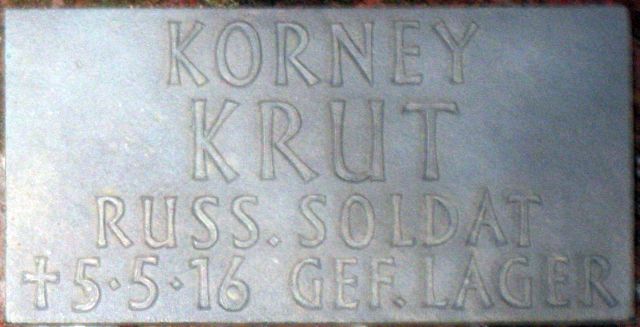 KORNEY
KRUT
RUSS. SOLDAT
✝ 5·5·16 GEF. LAGER